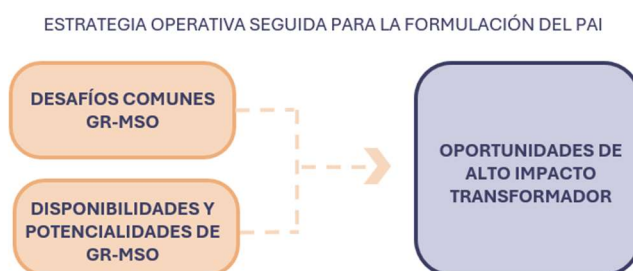 ESTRATEGIA OPERATIVA SEGUIDA PARA LA FORMULACIÓN DEL PAI
DESAFÍOS COMUNES
GR-MSO
DISPONIBILIDADES Y
POTENCIALIDADES DE
GR-MSO
OPORTUNIDADES DE
ALTO IMPACTO
TRANSFORMADOR